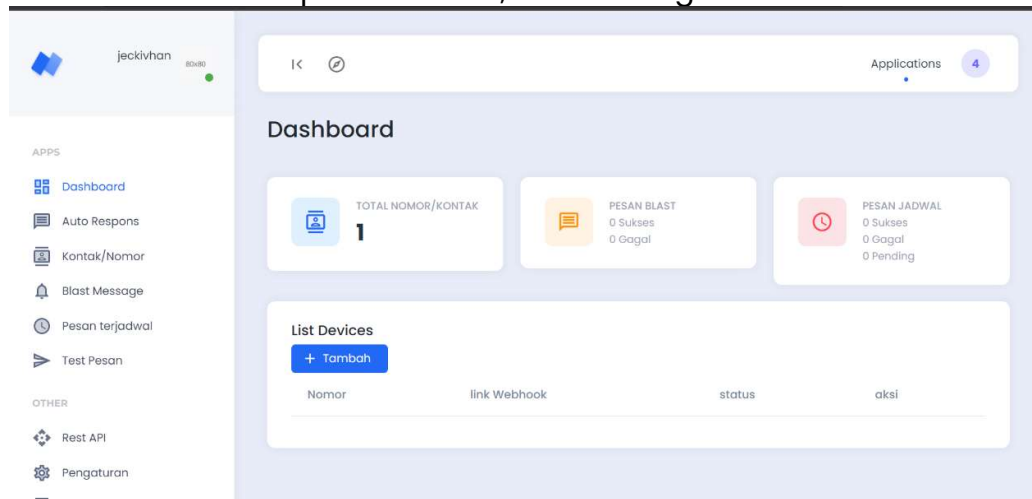 jeckivhan
80x80
Applications
4
Dashboard
APPS
Dashboard
Auto Respons
Kontak/Nomor
Blast Message
Pesan terjadwal
Test Pesan
OTHER
Rest API
Pengaturan
TOTAL NOMOR/KONTAK
1
PESAN BLAST
0 Sukses
0 Gagal
PESAN JADWAL
0 Sukses
0 Gagal
0 Pending
List Devices
+ Tambah
Nomor link Webhook status aksi